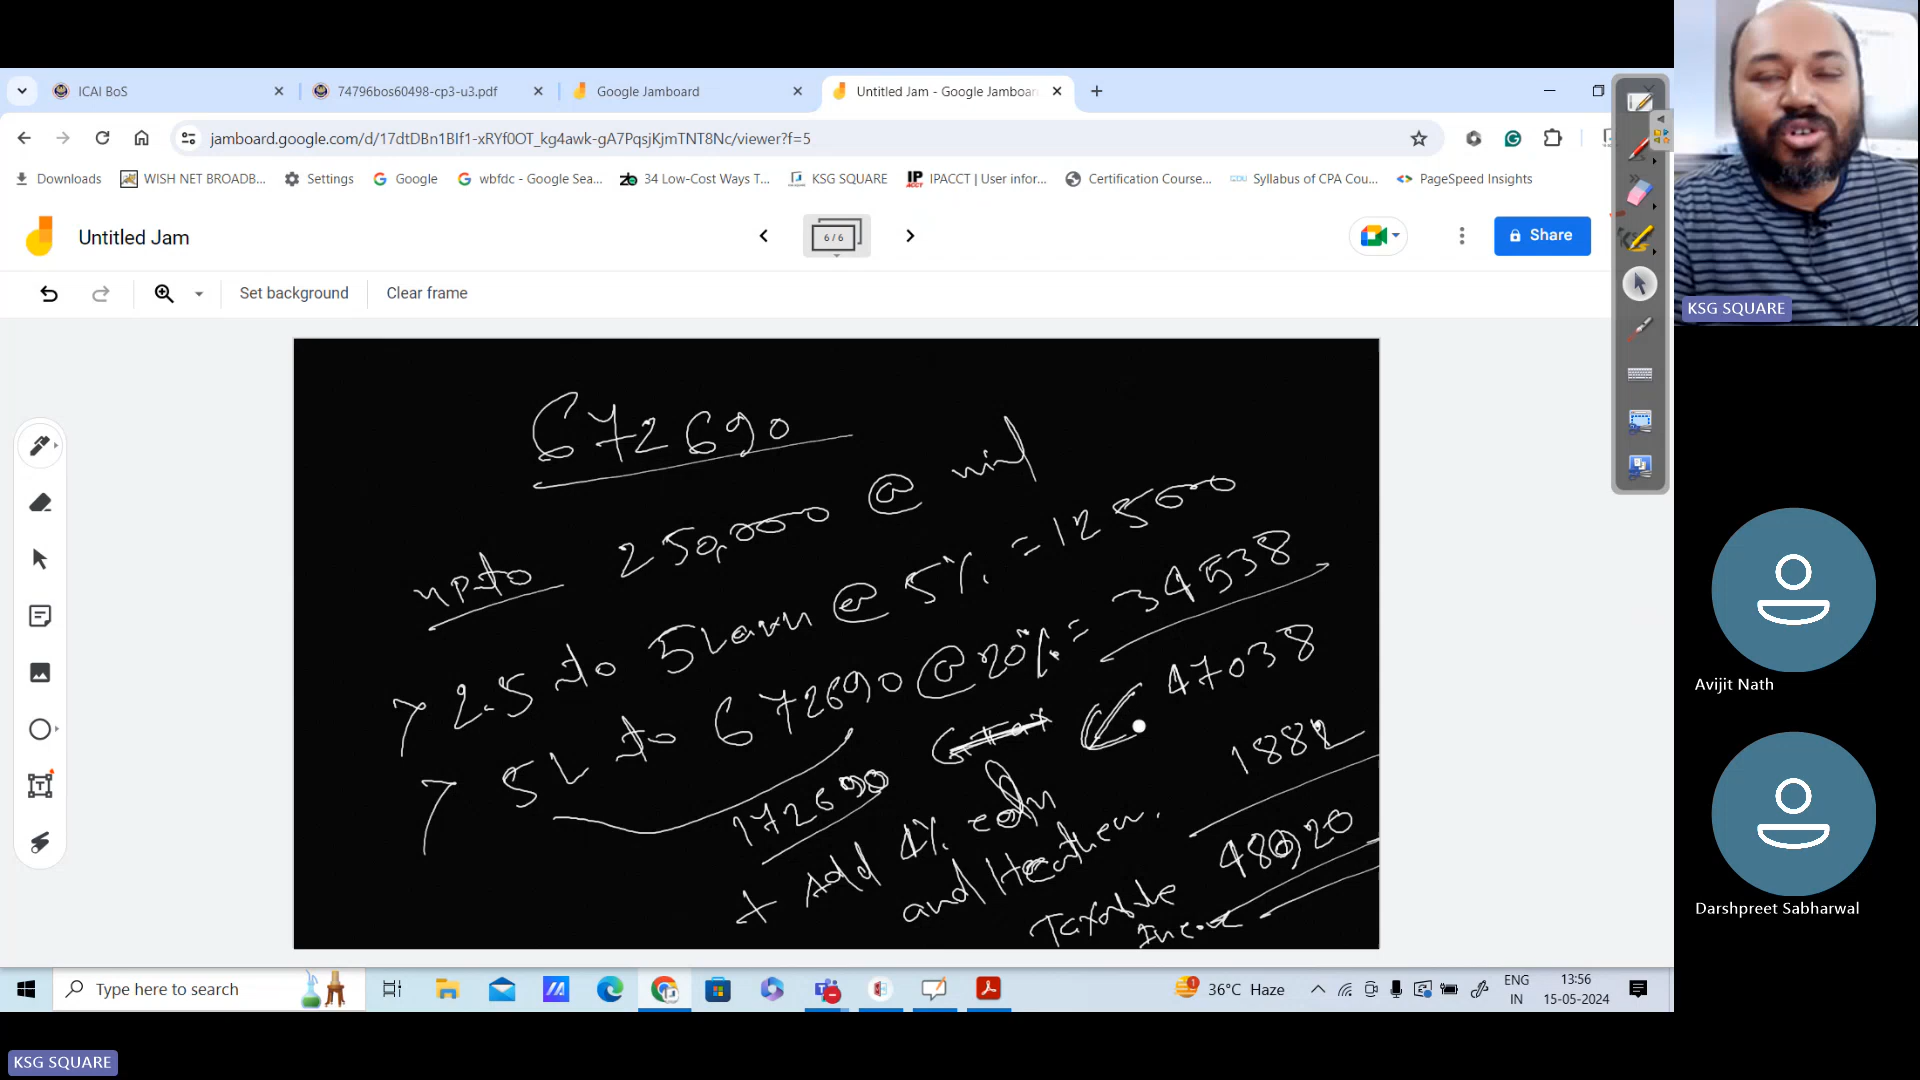 ICAI BoS
74796bos60498-cp3-u3.pdf
Google Jamboard
Untitled Jam - Google Jamboar
jamboard.google.com/d/17dtDBn1BIf1-xRYf0OT_kg4awk-gA7PqsjKjmTNT8Nc/viewer?f=5
Downloads
WISH NET BROADB...
Settings
Google
wbfdc - Google Sea...
34 Low-Cost Ways T...
KSG SQUARE
IPACCT | User infor...
Certification Course...
Syllabus of CPA Cou...
PageSpeed Insights
Untitled Jam
6 / 6
Share
Set background
Clear frame
KSG SQUARE
672690
upto 250,000 @ nil
> 2.5 to 5 @ 5% = 12500
> 5L to 672690 @ 20% = 34538
172690
47038
+ Add 4% edn
and
1882
48920
Taxable
Income
Avijit Nath
Darshpreet Sabharwal
Type here to search
36°C Haze
ENG
IN
13:56
15-05-2024
KSG SQUARE